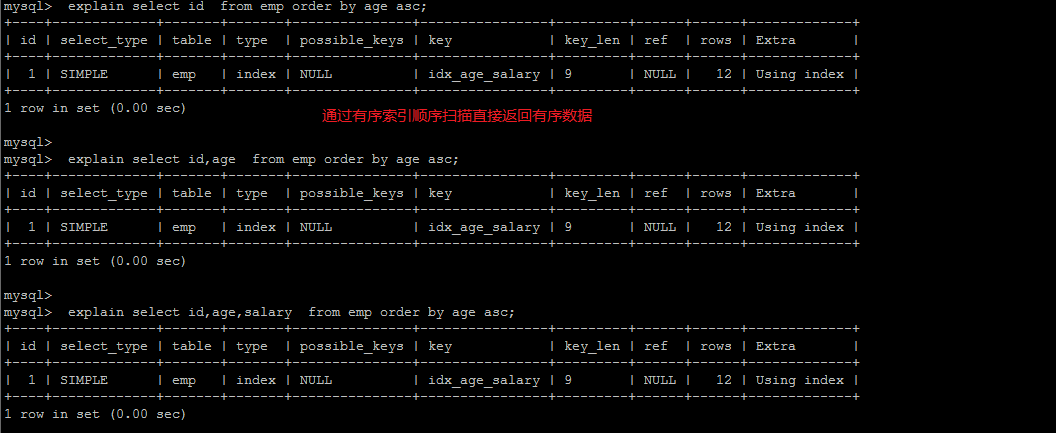 mysql>  explain select id  from emp order by age asc;
+----+-------------+-------+-------+---------------+----------------+---------+------+------+-------------+
| id | select_type | table | type  | possible_keys | key            | key_len | ref  | rows | Extra       |
+----+-------------+-------+-------+---------------+----------------+---------+------+------+-------------+
|  1 | SIMPLE      | emp   | index | NULL          | idx_age_salary | 9       | NULL |   12 | Using index |
+----+-------------+-------+-------+---------------+----------------+---------+------+------+-------------+
1 row in set (0.00 sec)
通过有序索引顺序扫描直接返回有序数据
mysql>
mysql>  explain select id,age  from emp order by age asc;
+----+-------------+-------+-------+---------------+----------------+---------+------+------+-------------+
| id | select_type | table | type  | possible_keys | key            | key_len | ref  | rows | Extra       |
+----+-------------+-------+-------+---------------+----------------+---------+------+------+-------------+
|  1 | SIMPLE      | emp   | index | NULL          | idx_age_salary | 9       | NULL |   12 | Using index |
+----+-------------+-------+-------+---------------+----------------+---------+------+------+-------------+
1 row in set (0.00 sec)
mysql>
mysql>  explain select id,age,salary  from emp order by age asc;
+----+-------------+-------+-------+---------------+----------------+---------+------+------+-------------+
| id | select_type | table | type  | possible_keys | key            | key_len | ref  | rows | Extra       |
+----+-------------+-------+-------+---------------+----------------+---------+------+------+-------------+
|  1 | SIMPLE      | emp   | index | NULL          | idx_age_salary | 9       | NULL |   12 | Using index |
+----+-------------+-------+-------+---------------+----------------+---------+------+------+-------------+
1 row in set (0.00 sec)